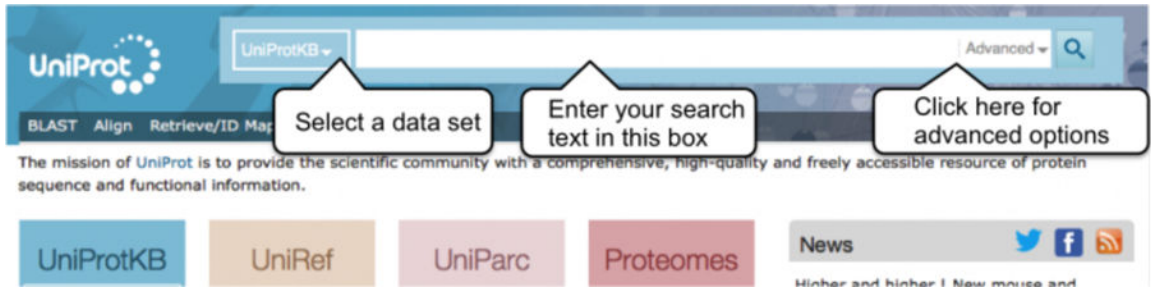 UniProt
UniProtKB
Advanced
Select a data set
Enter your search
text in this box
Click here for
advanced options
BLAST Align Retrieve/ID
The mission of UniProt is to provide the scientific community with a comprehensive, high-quality and freely accessible resource of protein
sequence and functional information.
UniProtKB
UniRef
UniParc
Proteomes
News
Higher and higher ! New mouse and